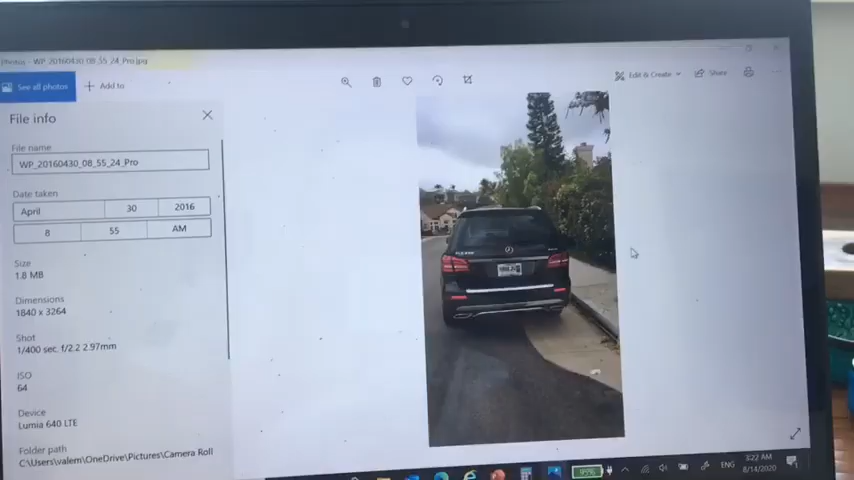 Photos - WP_20160430_08_55_24_Pro.jpg
See all photos
Add to
Edit & Create
Share
File info
File name
WP_20160430_08_55_24_Pro
Date taken
April 30 2016
8 55 AM
Size
1.8 MB
Dimensions
1840 x 3264
Shot
1/400 sec. f/2.2 2.97mm
ISO
64
Device
Lumia 640 LTE
Folder path
C:\Users\valem\OneDrive\Pictures\Camera Roll
99%
ENG
3:22 AM
8/14/2020